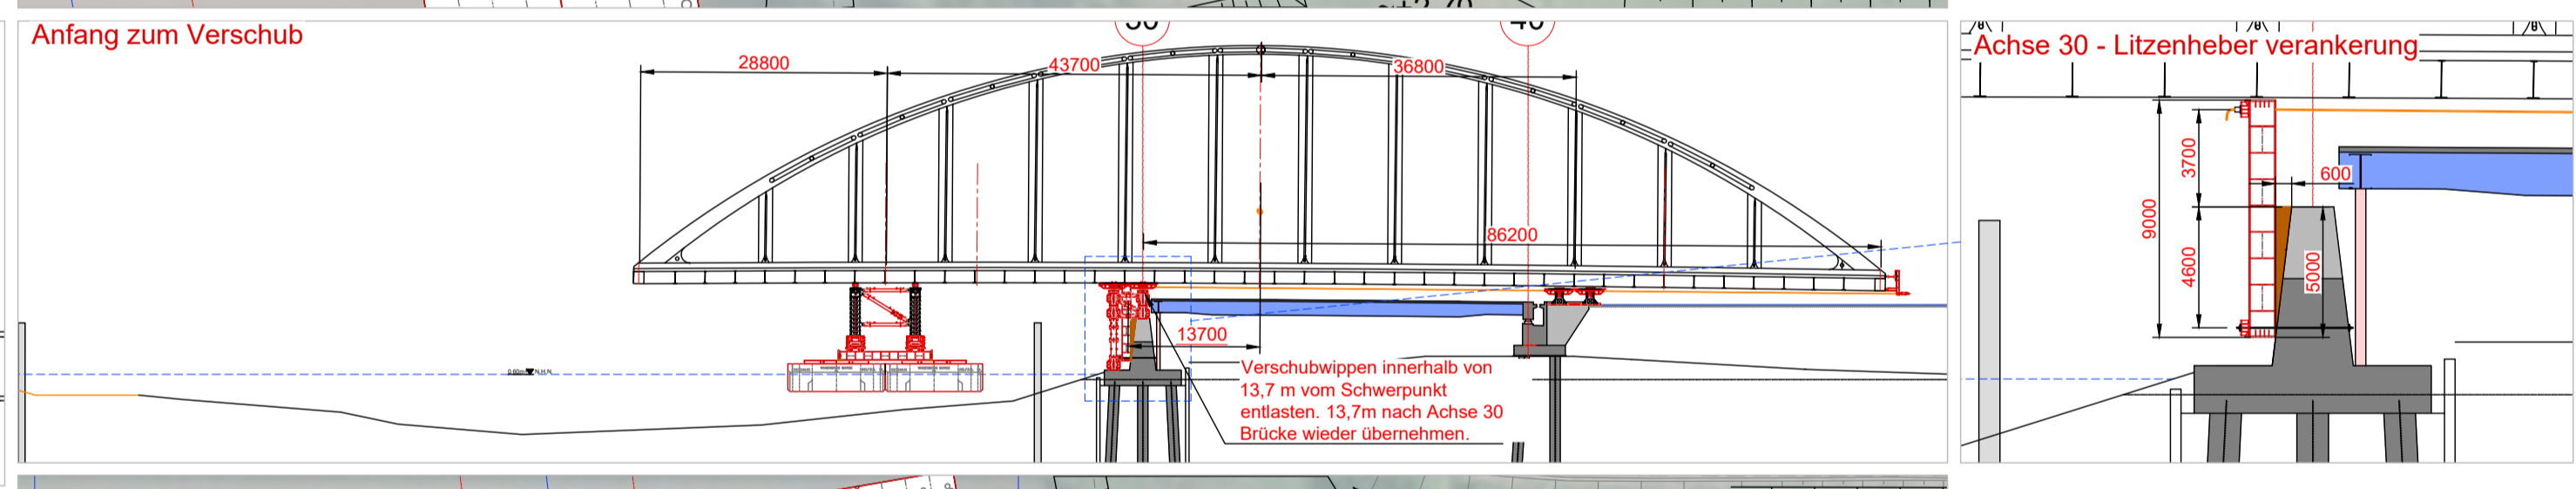 Anfang zum Verschub
28800
43700
36800
86200
13700
Verschubwippen innerhalb von
13,7 m vom Schwerpunkt
entlasten. 13,7m nach Achse 30
Brücke wieder übernehmen.
Achse 30 - Litzenheber verankerung
3700
600
9000
4600
5000